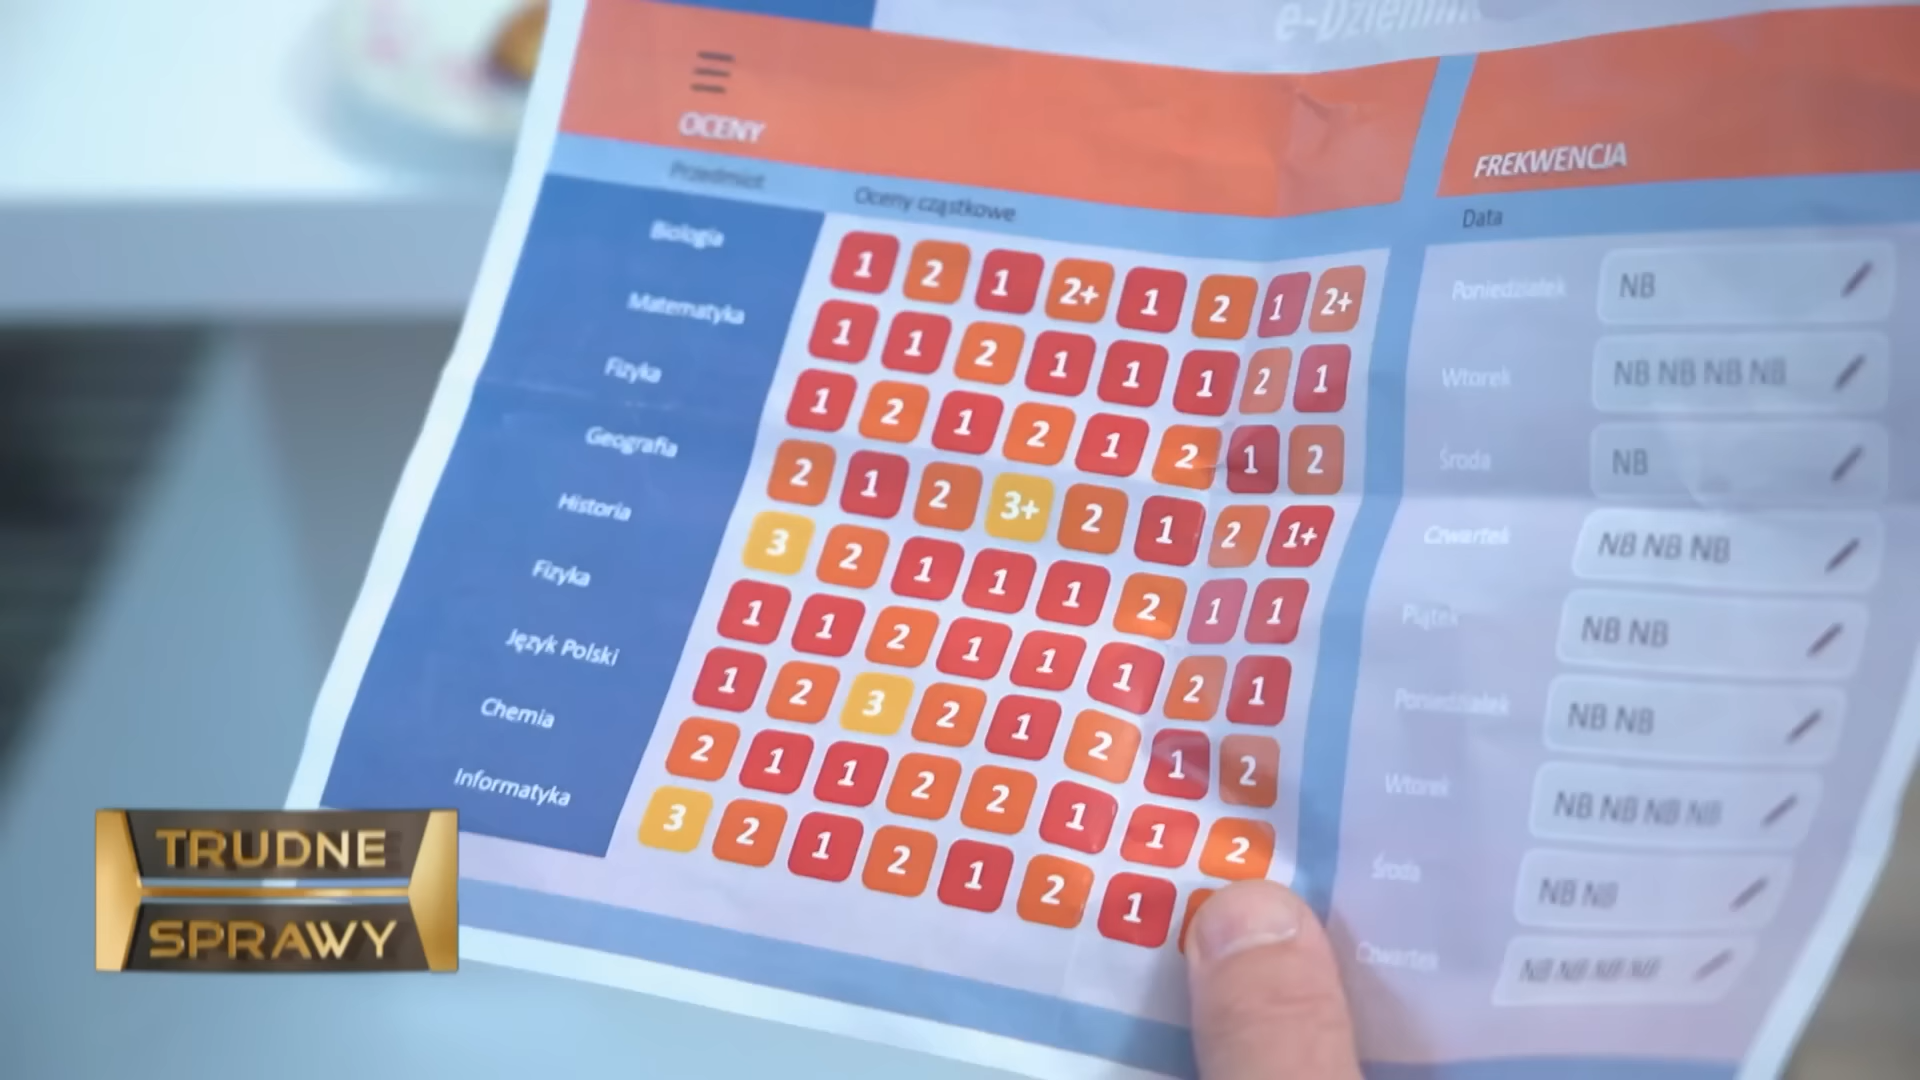 e-Dziennik
OCENY
Przedmiot Oceny cząstkowe
Biologia 1 2 1 2+ 1 2 1 2+
Matematyka 1 1 2 1 1 1 2 1
Fizyka 1 2 1 2 1 2 1 2
Geografia 2 1 2 3+ 2 1 2 1+
Historia 3 2 1 1 1 2 1 1
Fizyka 1 1 2 1 1 1 2 1
Język Polski 1 2 3 2 1 2 1 2
Chemia 2 1 1 2 2 1 1 2
Informatyka 3 2 1 2 1 2 1
FREKWENCJA
Data
Poniedziałek NB
Wtorek NB NB NB NB
Środa NB
Czwartek NB NB NB
Piątek NB NB
Poniedziałek NB NB
Wtorek NB NB NB NB
Środa NB NB
Czwartek NB NB NB NB
TRUDNE
SPRAWY